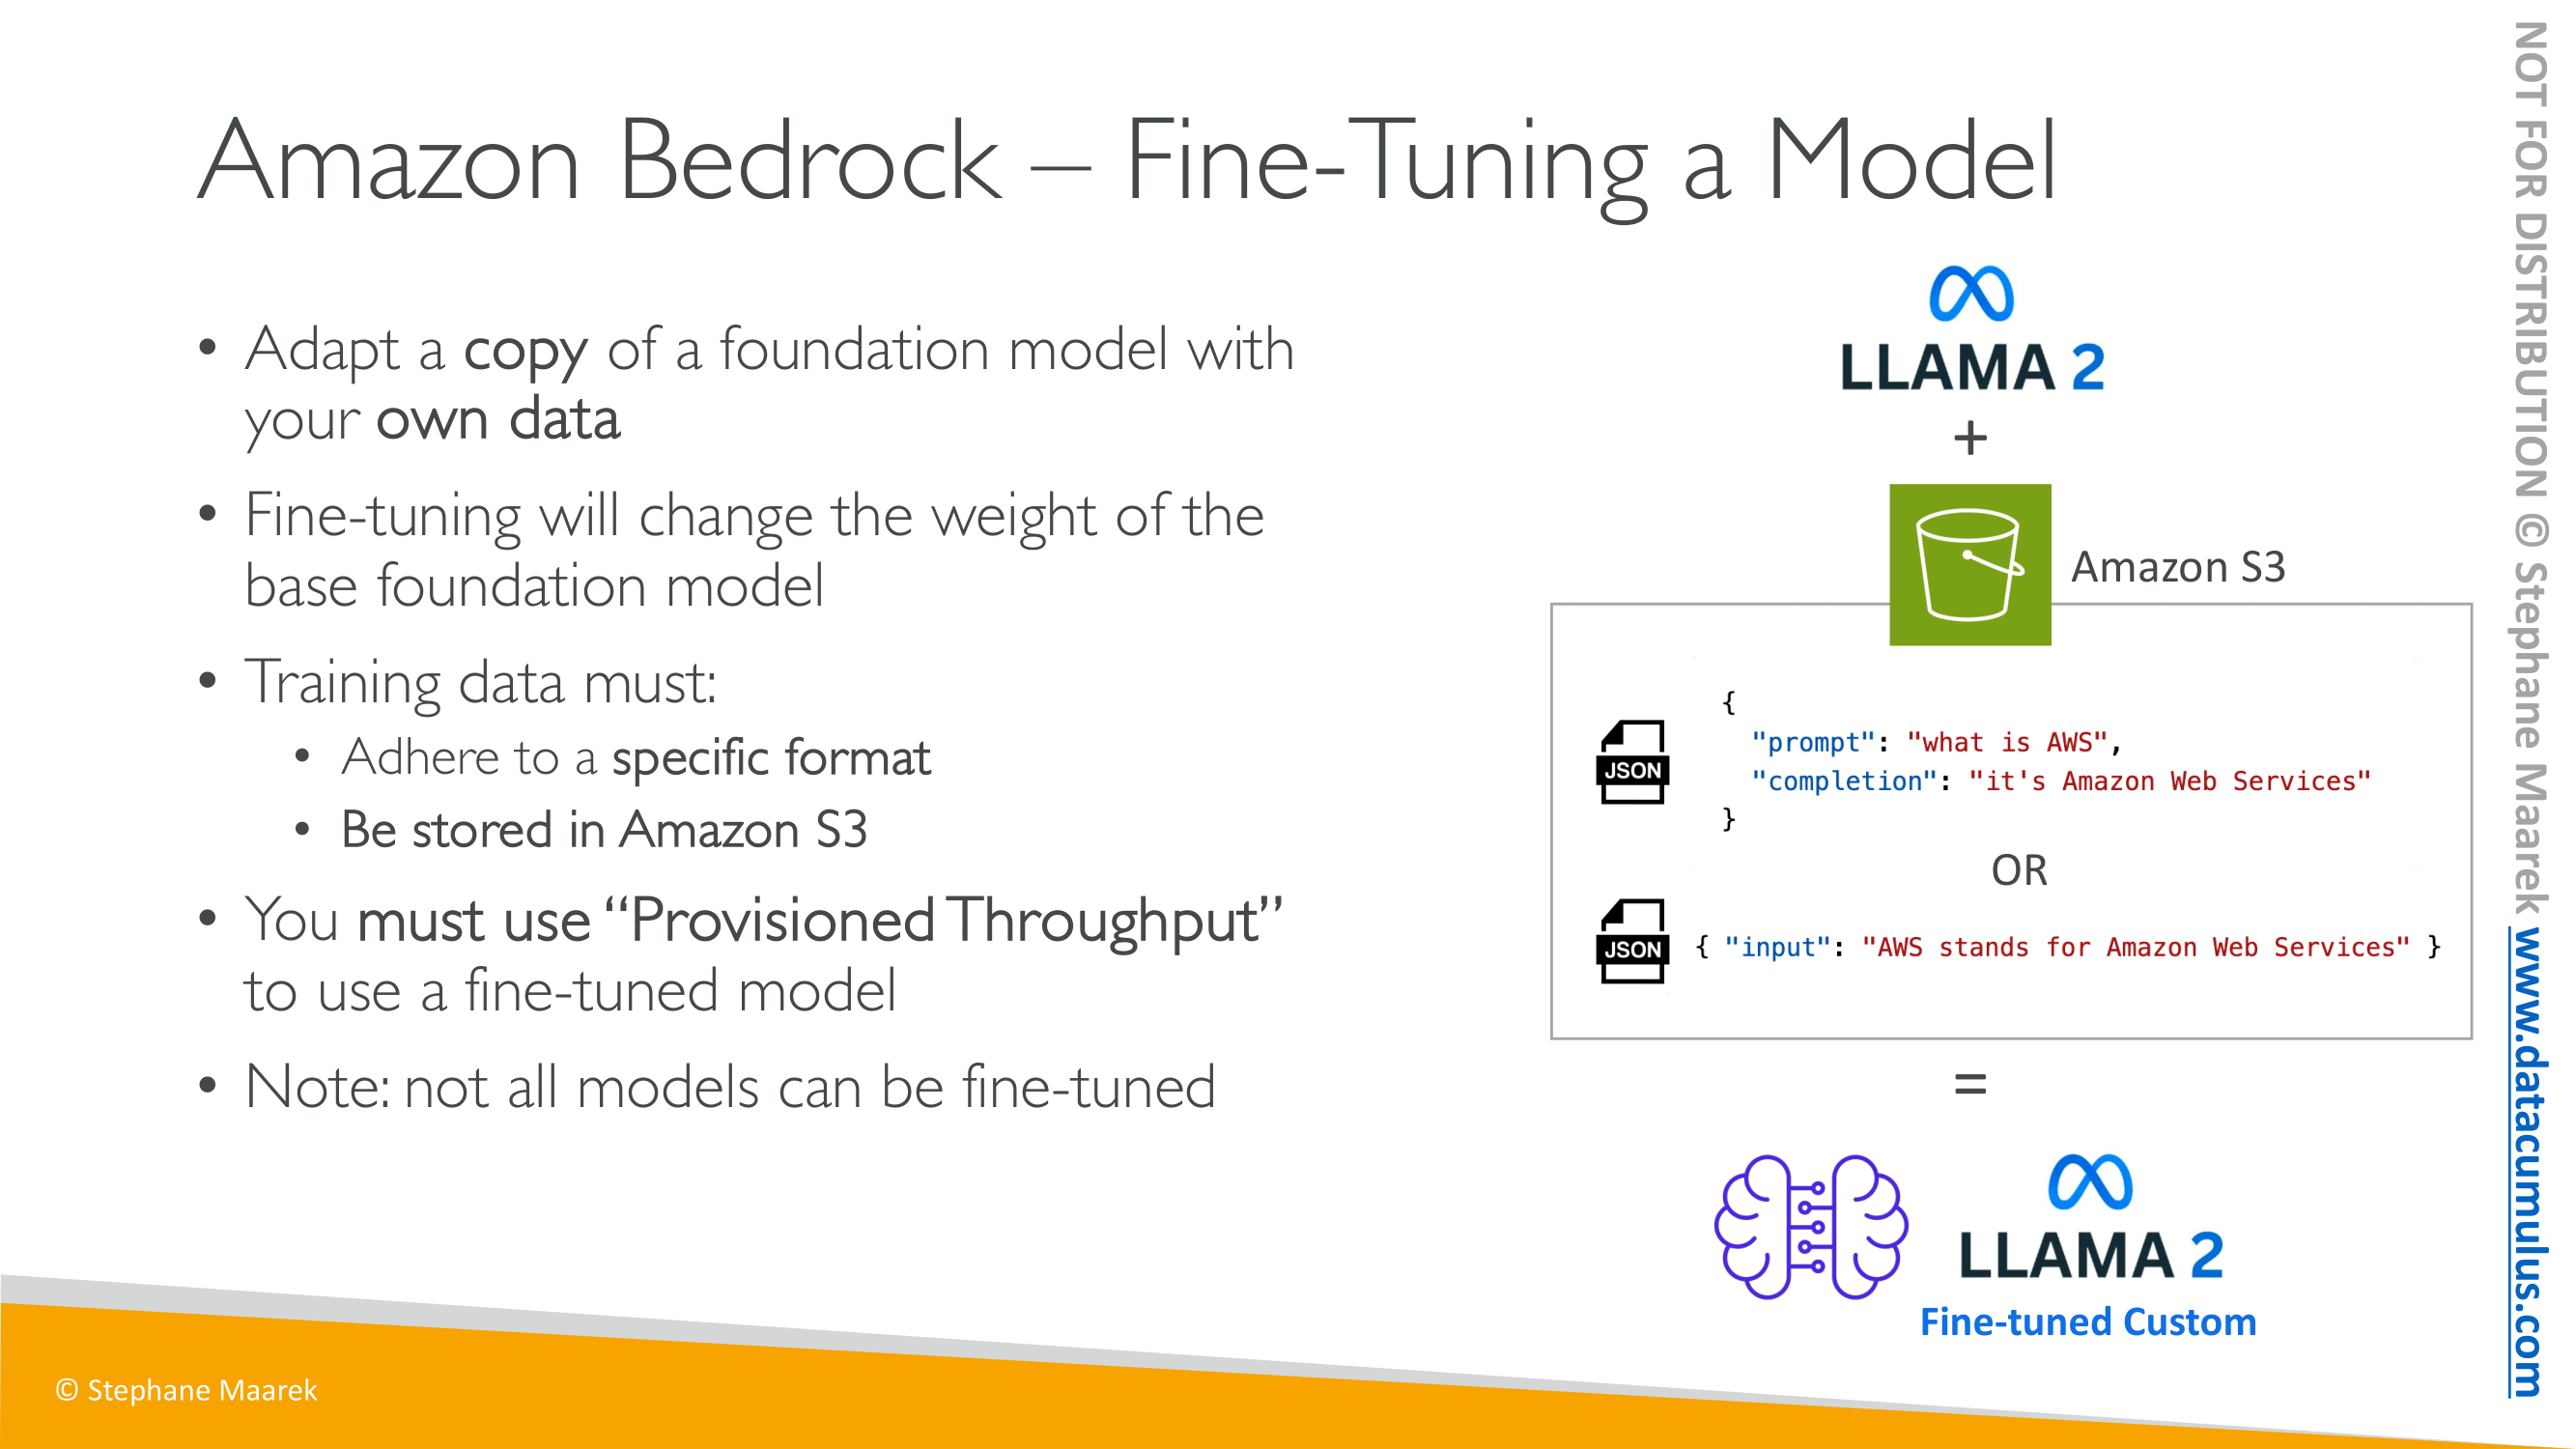 Amazon Bedrock – Fine-Tuning a Model
• Adapt a copy of a foundation model with
your own data
• Fine-tuning will change the weight of the
base foundation model
• Training data must:
• Adhere to a specific format
• Be stored in Amazon S3
• You must use “Provisioned Throughput”
to use a fine-tuned model
• Note: not all models can be fine-tuned
LLAMA 2
+
Amazon S3
JSON
{
"prompt": "what is AWS",
"completion": "it's Amazon Web Services"
}
OR
JSON
{ "input": "AWS stands for Amazon Web Services" }
=
LLAMA 2
Fine-tuned Custom
© Stephane Maarek
NOT FOR DISTRIBUTION © Stephane Maarek www.datacumulus.com